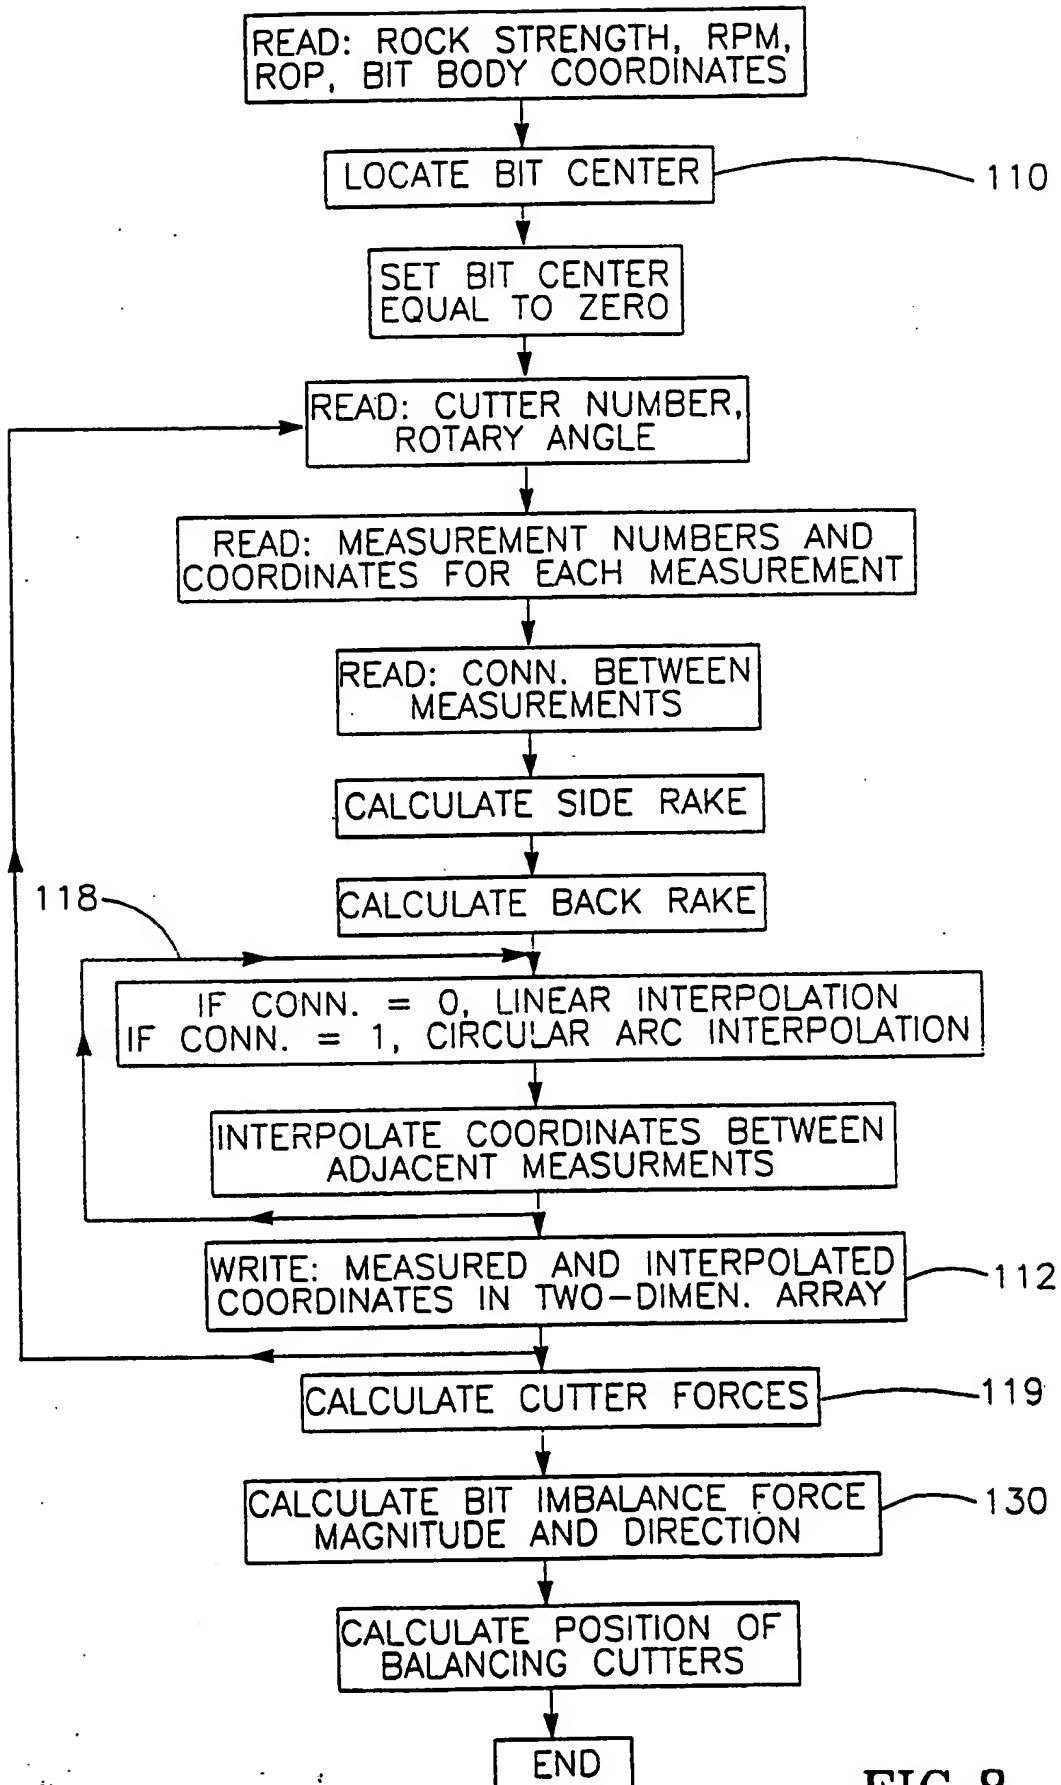 READ: ROCK STRENGTH, RPM,
ROP, BIT BODY COORDINATES
LOCATE BIT CENTER
110
SET BIT CENTER
EQUAL TO ZERO
READ: CUTTER NUMBER,
ROTARY ANGLE
READ: MEASUREMENT NUMBERS AND
COORDINATES FOR EACH MEASUREMENT
READ: CONN. BETWEEN
MEASUREMENTS
CALCULATE SIDE RAKE
118
CALCULATE BACK RAKE
IF CONN. = 0, LINEAR INTERPOLATION
IF CONN. = 1, CIRCULAR ARC INTERPOLATION
INTERPOLATE COORDINATES BETWEEN
ADJACENT MEASURMENTS
WRITE: MEASURED AND INTERPOLATED
COORDINATES IN TWO-DIMEN. ARRAY
112
CALCULATE CUTTER FORCES
119
CALCULATE BIT IMBALANCE FORCE
MAGNITUDE AND DIRECTION
130
CALCULATE POSITION OF
BALANCING CUTTERS
END
FIG. 8